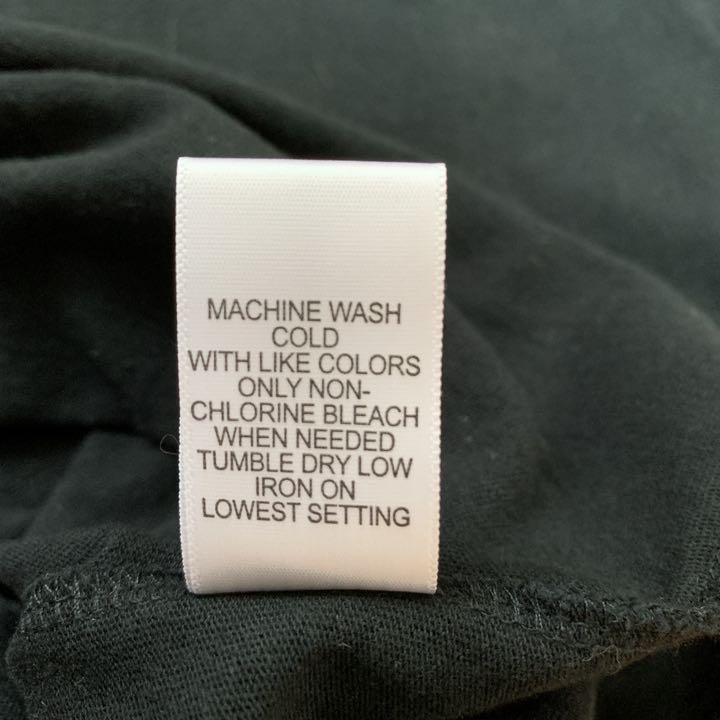 MACHINE WASH
COLD
WITH LIKE COLORS
ONLY NON-
CHLORINE BLEACH
WHEN NEEDED
TUMBLE DRY LOW
IRON ON
LOWEST SETTING